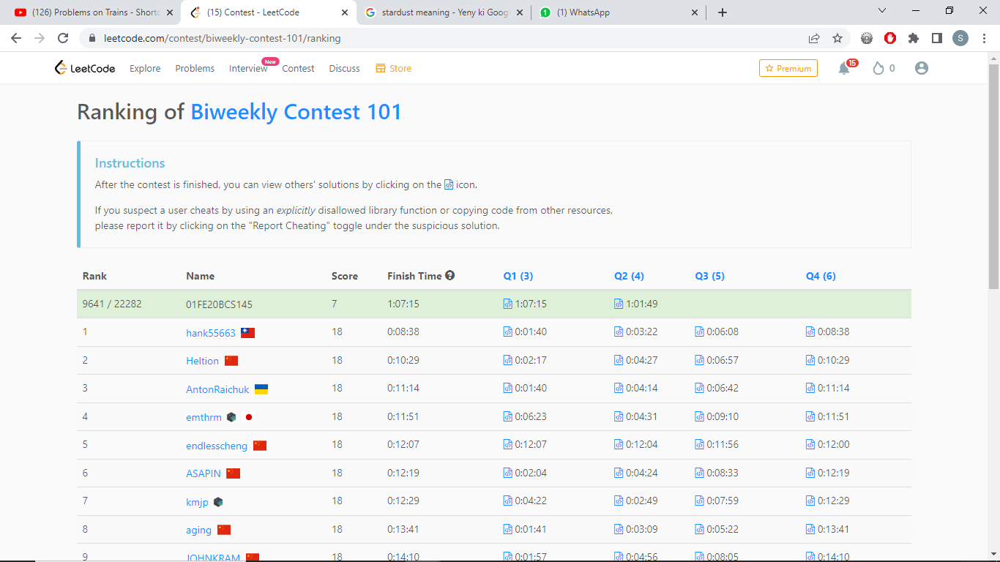 (126) Problems on Trains - Shortc
(15) Contest - LeetCode
stardust meaning - Yeny ki Goog
(1) WhatsApp
leetcode.com/contest/biweekly-contest-101/ranking
S
LeetCode Explore Problems Interview New Contest Discuss Store Premium 15 0
Ranking of Biweekly Contest 101
Instructions
After the contest is finished, you can view others' solutions by clicking on the icon.
If you suspect a user cheats by using an explicitly disallowed library function or copying code from other resources,
please report it by clicking on the "Report Cheating" toggle under the suspicious solution.
Rank Name Score Finish Time Q1 (3) Q2 (4) Q3 (5) Q4 (6)
9641 / 22282 01FE20BCS145 7 1:07:15 1:07:15 1:01:49
1 hank55663 18 0:08:38 0:01:40 0:03:22 0:06:08 0:08:38
2 Heltion 18 0:10:29 0:02:17 0:04:27 0:06:57 0:10:29
3 AntonRaichuk 18 0:11:14 0:01:40 0:04:14 0:06:42 0:11:14
4 emthrm 18 0:11:51 0:06:23 0:04:31 0:09:10 0:11:51
5 endlesscheng 18 0:12:07 0:12:07 0:12:04 0:11:56 0:12:00
6 ASAPIN 18 0:12:19 0:02:04 0:04:24 0:08:33 0:12:19
7 kmjp 18 0:12:29 0:04:22 0:02:49 0:07:59 0:12:29
8 aging 18 0:13:41 0:01:41 0:03:09 0:05:22 0:13:41
9 JOHNKRAM 18 0:14:10 0:01:57 0:04:56 0:08:05 0:14:10